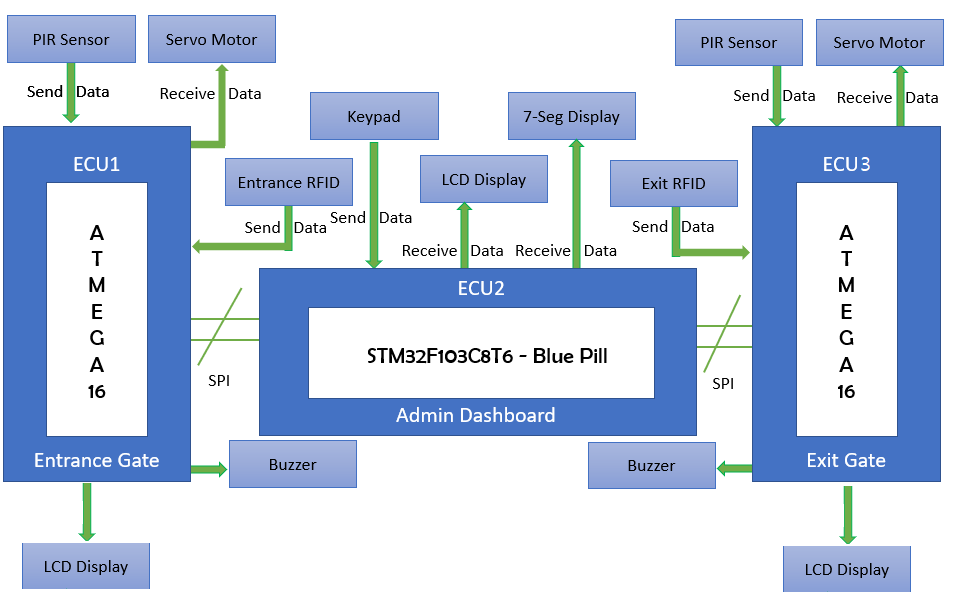 PIR Sensor
Servo Motor
PIR Sensor
Servo Motor
Send Data
Receive Data
Send Data
Receive Data
Keypad
7-Seg Display
ECU1
Entrance RFID
LCD Display
Exit RFID
ECU3
Send Data
Send Data
Receive Data
Receive Data
Send Data
A
T
M
E
G
A
16
ECU2
STM32F103C8T6 - Blue Pill
Admin Dashboard
A
T
M
E
G
A
16
SPI
SPI
Entrance Gate
Buzzer
Buzzer
Exit Gate
LCD Display
LCD Display